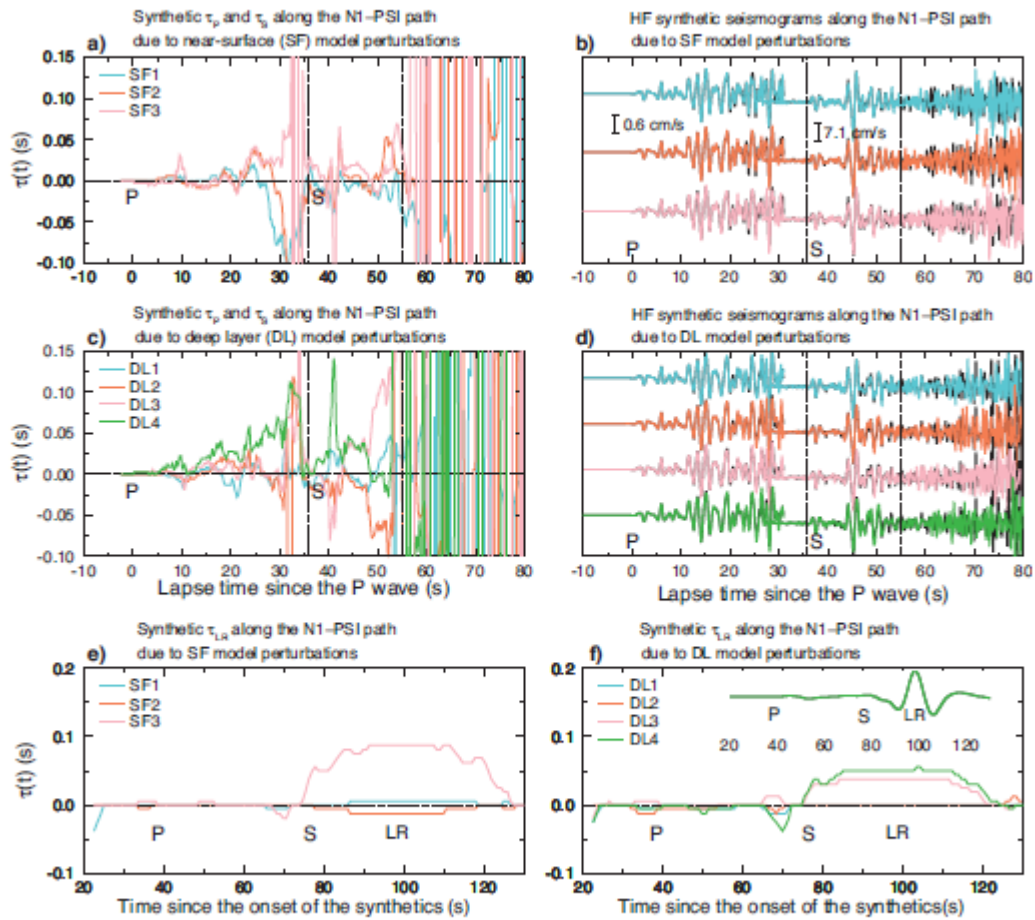 Synthetic τP and τS along the N1–PSI path
a) due to near-surface (SF) model perturbations
SF1
SF2
SF3
τ(t) (s)
0.15
0.10
0.05
0.00
-0.05
-0.10
P
S
-10 0 10 20 30 40 50 60 70 80
HF synthetic seismograms along the N1–PSI path
b) due to SF model perturbations
0.6 cm/s
7.1 cm/s
P
S
-10 0 10 20 30 40 50 60 70 80
Synthetic τP and τS along the N1–PSI path
c) due to deep layer (DL) model perturbations
DL1
DL2
DL3
DL4
τ(t) (s)
0.15
0.10
0.05
0.00
-0.05
-0.10
P
S
-10 0 10 20 30 40 50 60 70 80
Lapse time since the P wave (s)
HF synthetic seismograms along the N1–PSI path
d) due to DL model perturbations
P
S
-10 0 10 20 30 40 50 60 70 80
Lapse time since the P wave (s)
Synthetic τLR along the N1–PSI path
e) due to SF model perturbations
SF1
SF2
SF3
τ(t) (s)
0.2
0.1
0.0
-0.1
P
S
LR
20 40 60 80 100 120
Time since the onset of the synthetics (s)
Synthetic τLR along the N1–PSI path
f) due to DL model perturbations
DL1
DL2
DL3
DL4
P
S
LR
20 40 60 80 100 120
0.2
0.1
0.0
-0.1
P
S
LR
20 40 60 80 100 120
Time since the onset of the synthetics(s)